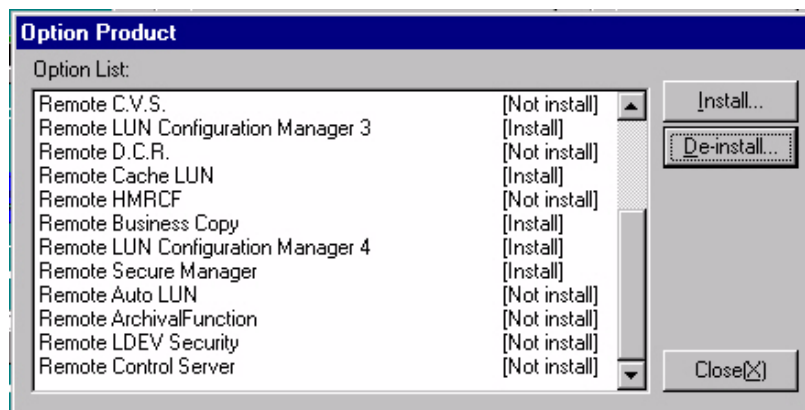 Option Product
Option List:
Remote C.V.S. [Not install]
Remote LUN Configuration Manager 3 [Install]
Remote D.C.R. [Not install]
Remote Cache LUN [Install]
Remote HMRCF [Not install]
Remote Business Copy [Install]
Remote LUN Configuration Manager 4 [Install]
Remote Secure Manager [Install]
Remote Auto LUN [Not install]
Remote ArchivalFunction [Not install]
Remote LDEV Security [Not install]
Remote Control Server [Not install]
Install...
De-install...
Close(X)